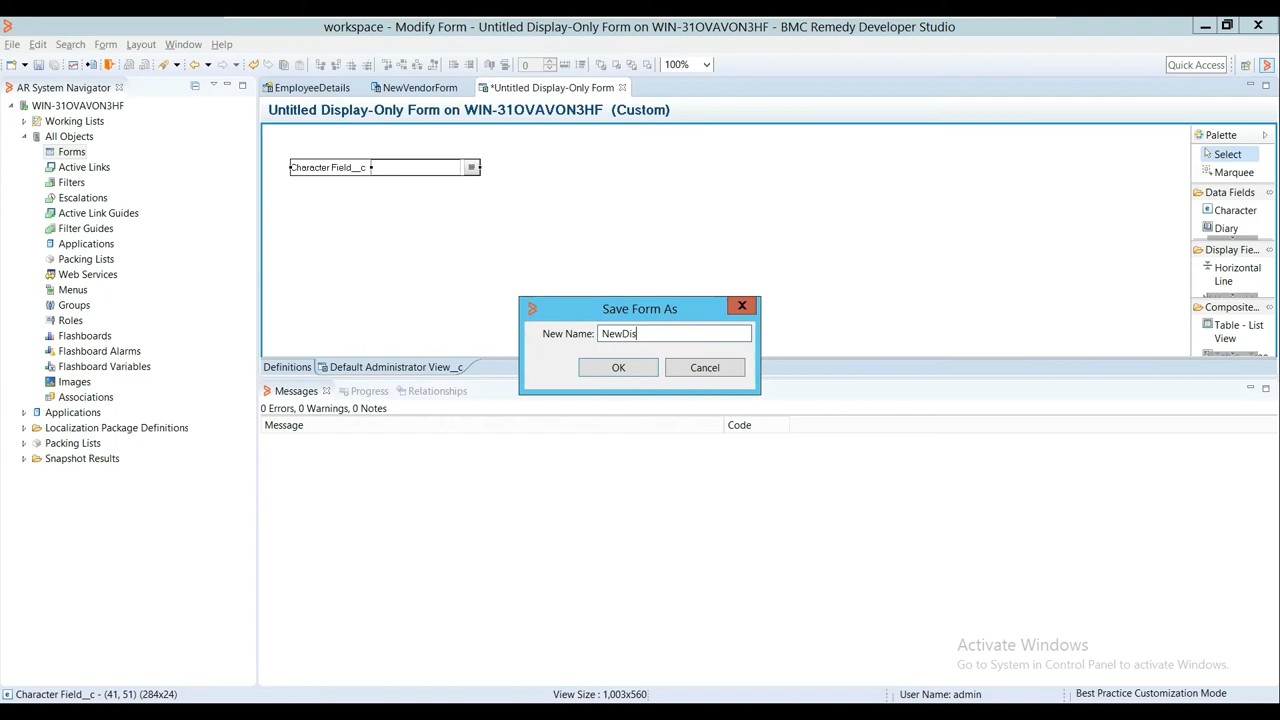 workspace - Modify Form - Untitled Display-Only Form on WIN-31OVAVON3HF - BMC Remedy Developer Studio
File Edit Search Form Layout Window Help
0 100% Quick Access
AR System Navigator
EmployeeDetails NewVendorForm *Untitled Display-Only Form
WIN-31OVAVON3HF
Working Lists
All Objects
Forms
Active Links
Filters
Escalations
Active Link Guides
Filter Guides
Applications
Packing Lists
Web Services
Menus
Groups
Roles
Flashboards
Flashboard Alarms
Flashboard Variables
Images
Associations
Applications
Localization Package Definitions
Packing Lists
Snapshot Results
Untitled Display-Only Form on WIN-31OVAVON3HF (Custom)
Character Field__c
Palette
Select
Marquee
Data Fields
Character
Diary
Display Fie...
Horizontal
Line
Composite...
Table - List
View
Save Form As
New Name: NewDis
OK Cancel
Definitions Default Administrator View__c
Messages Progress Relationships
0 Errors, 0 Warnings, 0 Notes
Message Code
Activate Windows
Go to System in Control Panel to activate Windows.
Character Field__c - (41, 51) (284x24) View Size : 1,003x560 User Name: admin Best Practice Customization Mode